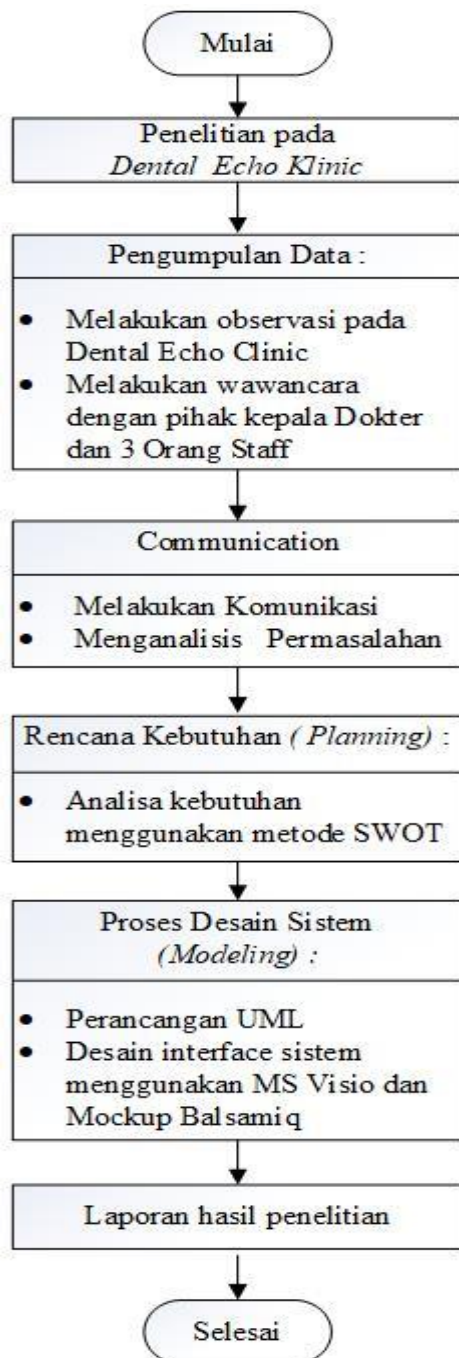 Mulai
Penelitian pada
Dental Echo Klinic
Pengumpulan Data :
• Melakukan observasi pada
Dental Echo Clinic
• Melakukan wawancara
dengan pihak kepala Dokter
dan 3 Orang Staff
Communication
• Melakukan Komunikasi
• Menganalisis Permasalahan
Rencana Kebutuhan ( Planning) :
• Analisa kebutuhan
menggunakan metode SWOT
Proses Desain Sistem
(Modeling) :
• Perancangan UML
• Desain interface sistem
menggunakan MS Visio dan
Mockup Balsamiq
Laporan hasil penelitian
Selesai